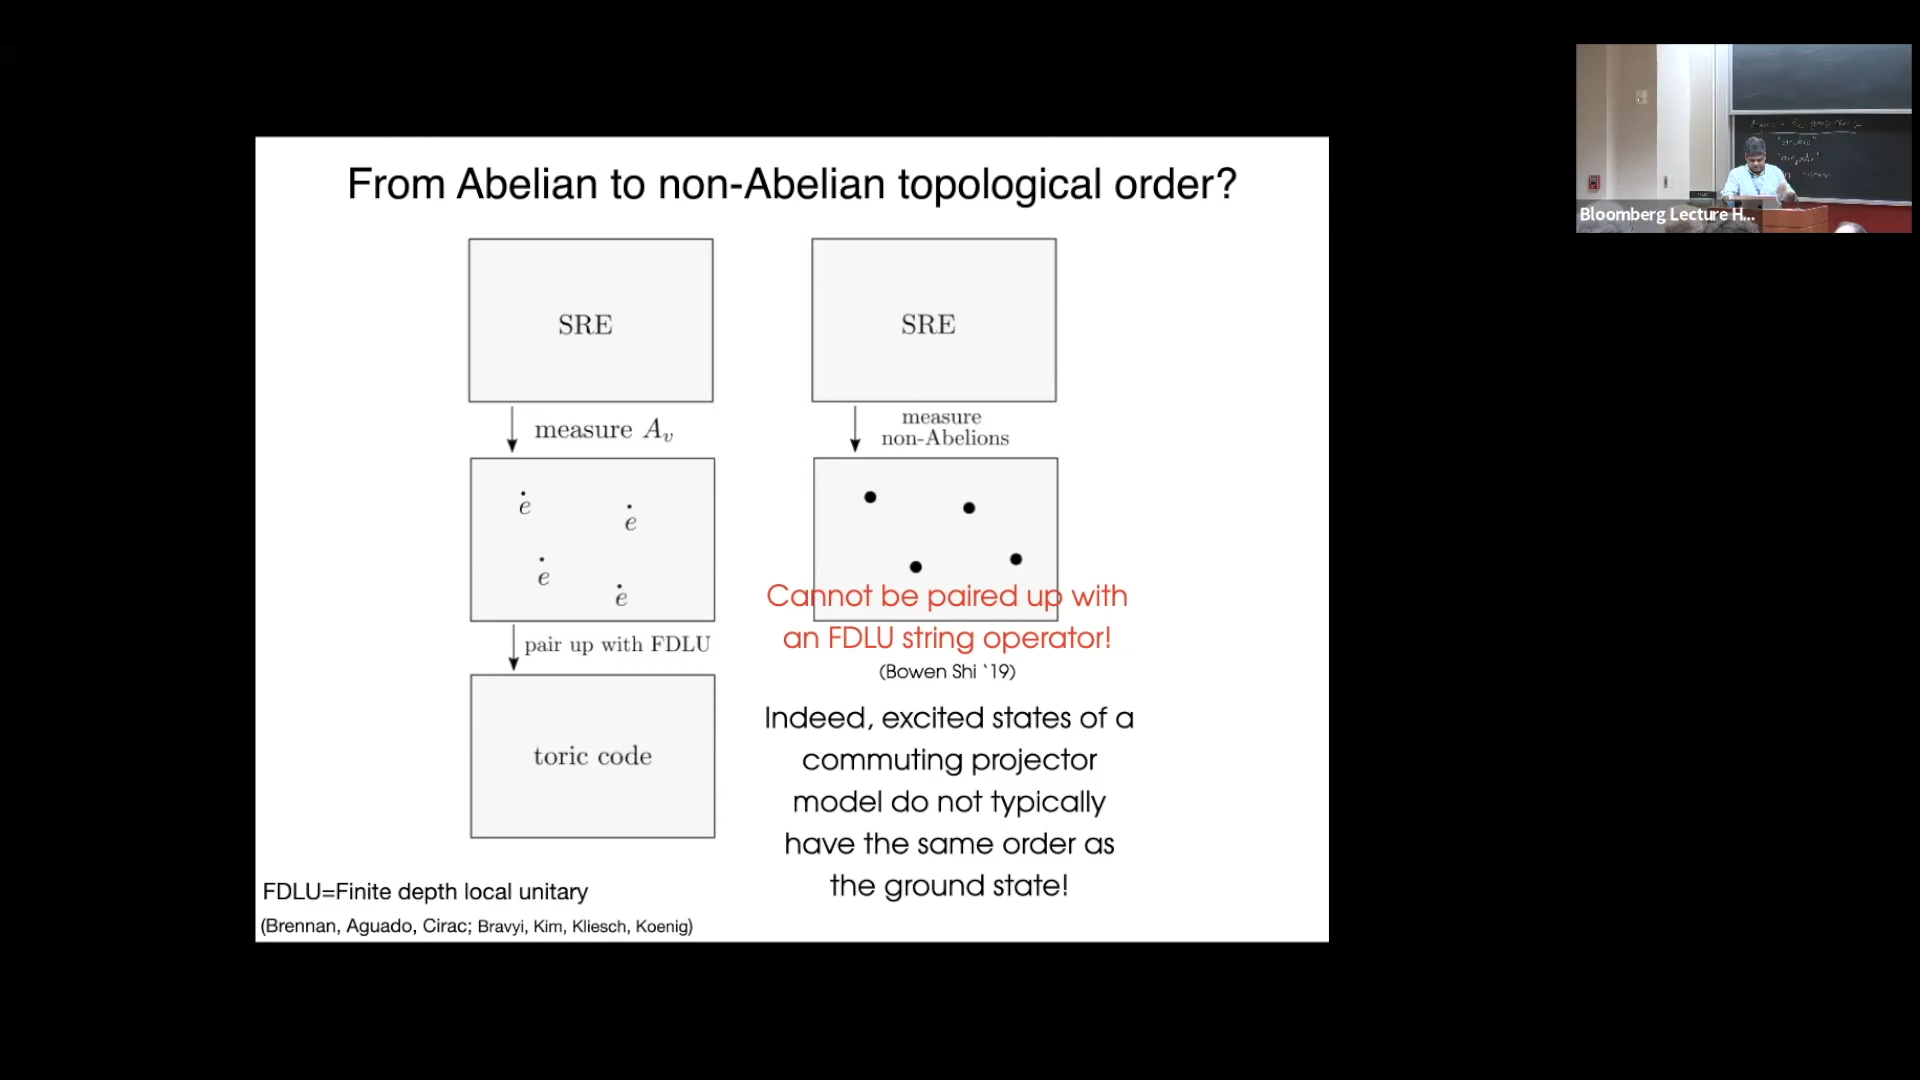 From Abelian to non-Abelian topological order?
SRE
SRE
measure Aᵥ
measure
non-Abelions
e
e
e
e
Cannot be paired up with
an FDLU string operator!
(Bowen Shi `19)
pair up with FDLU
toric code
Indeed, excited states of a
commuting projector
model do not typically
have the same order as
the ground state!
FDLU=Finite depth local unitary
(Brennan, Aguado, Cirac; Bravyi, Kim, Kliesch, Koenig)
Bloomberg Lecture H...